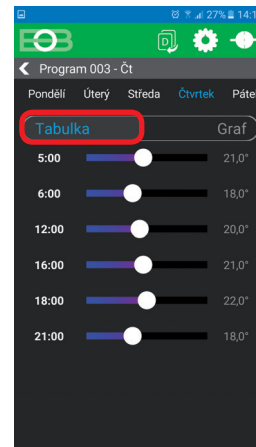 27% 14:1
EOB
D
Program 003 - Čt
Pondělí Úterý Středa Čtvrtek Páte
Tabulka Graf
5:00 21,0°
6:00 18,0°
12:00 20,0°
16:00 21,0°
18:00 22,0°
21:00 18,0°